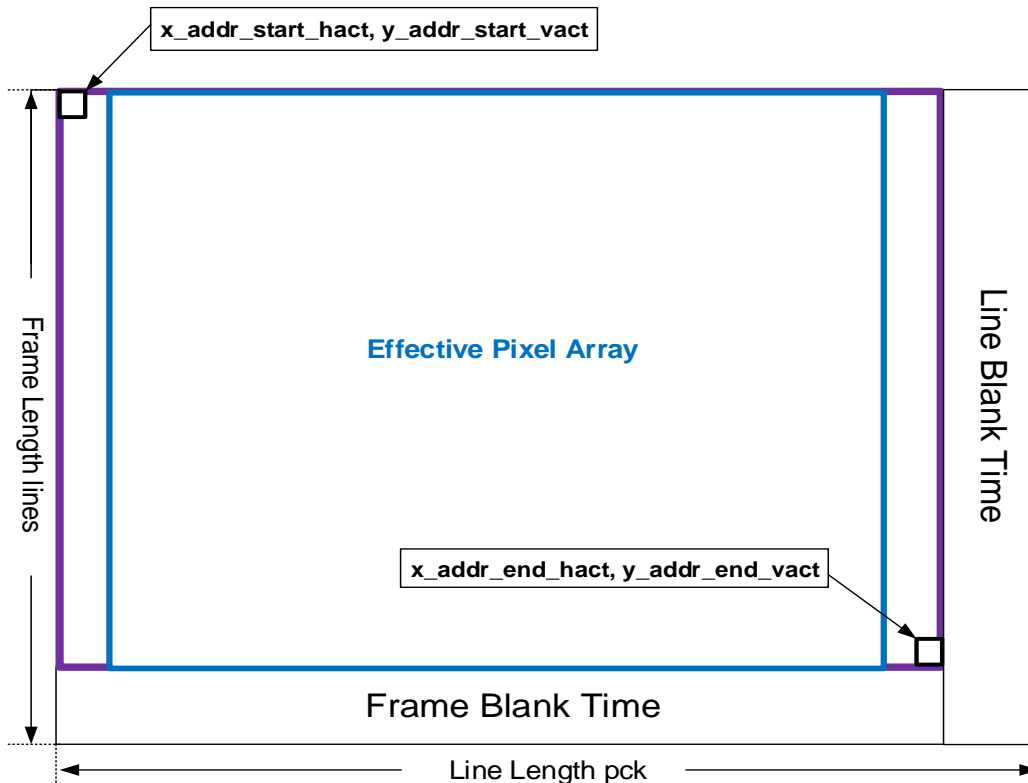 x_addr_start_hact, y_addr_start_vact
Effective Pixel Array
Frame Length lines
Line Blank Time
x_addr_end_hact, y_addr_end_vact
Frame Blank Time
Line Length pck